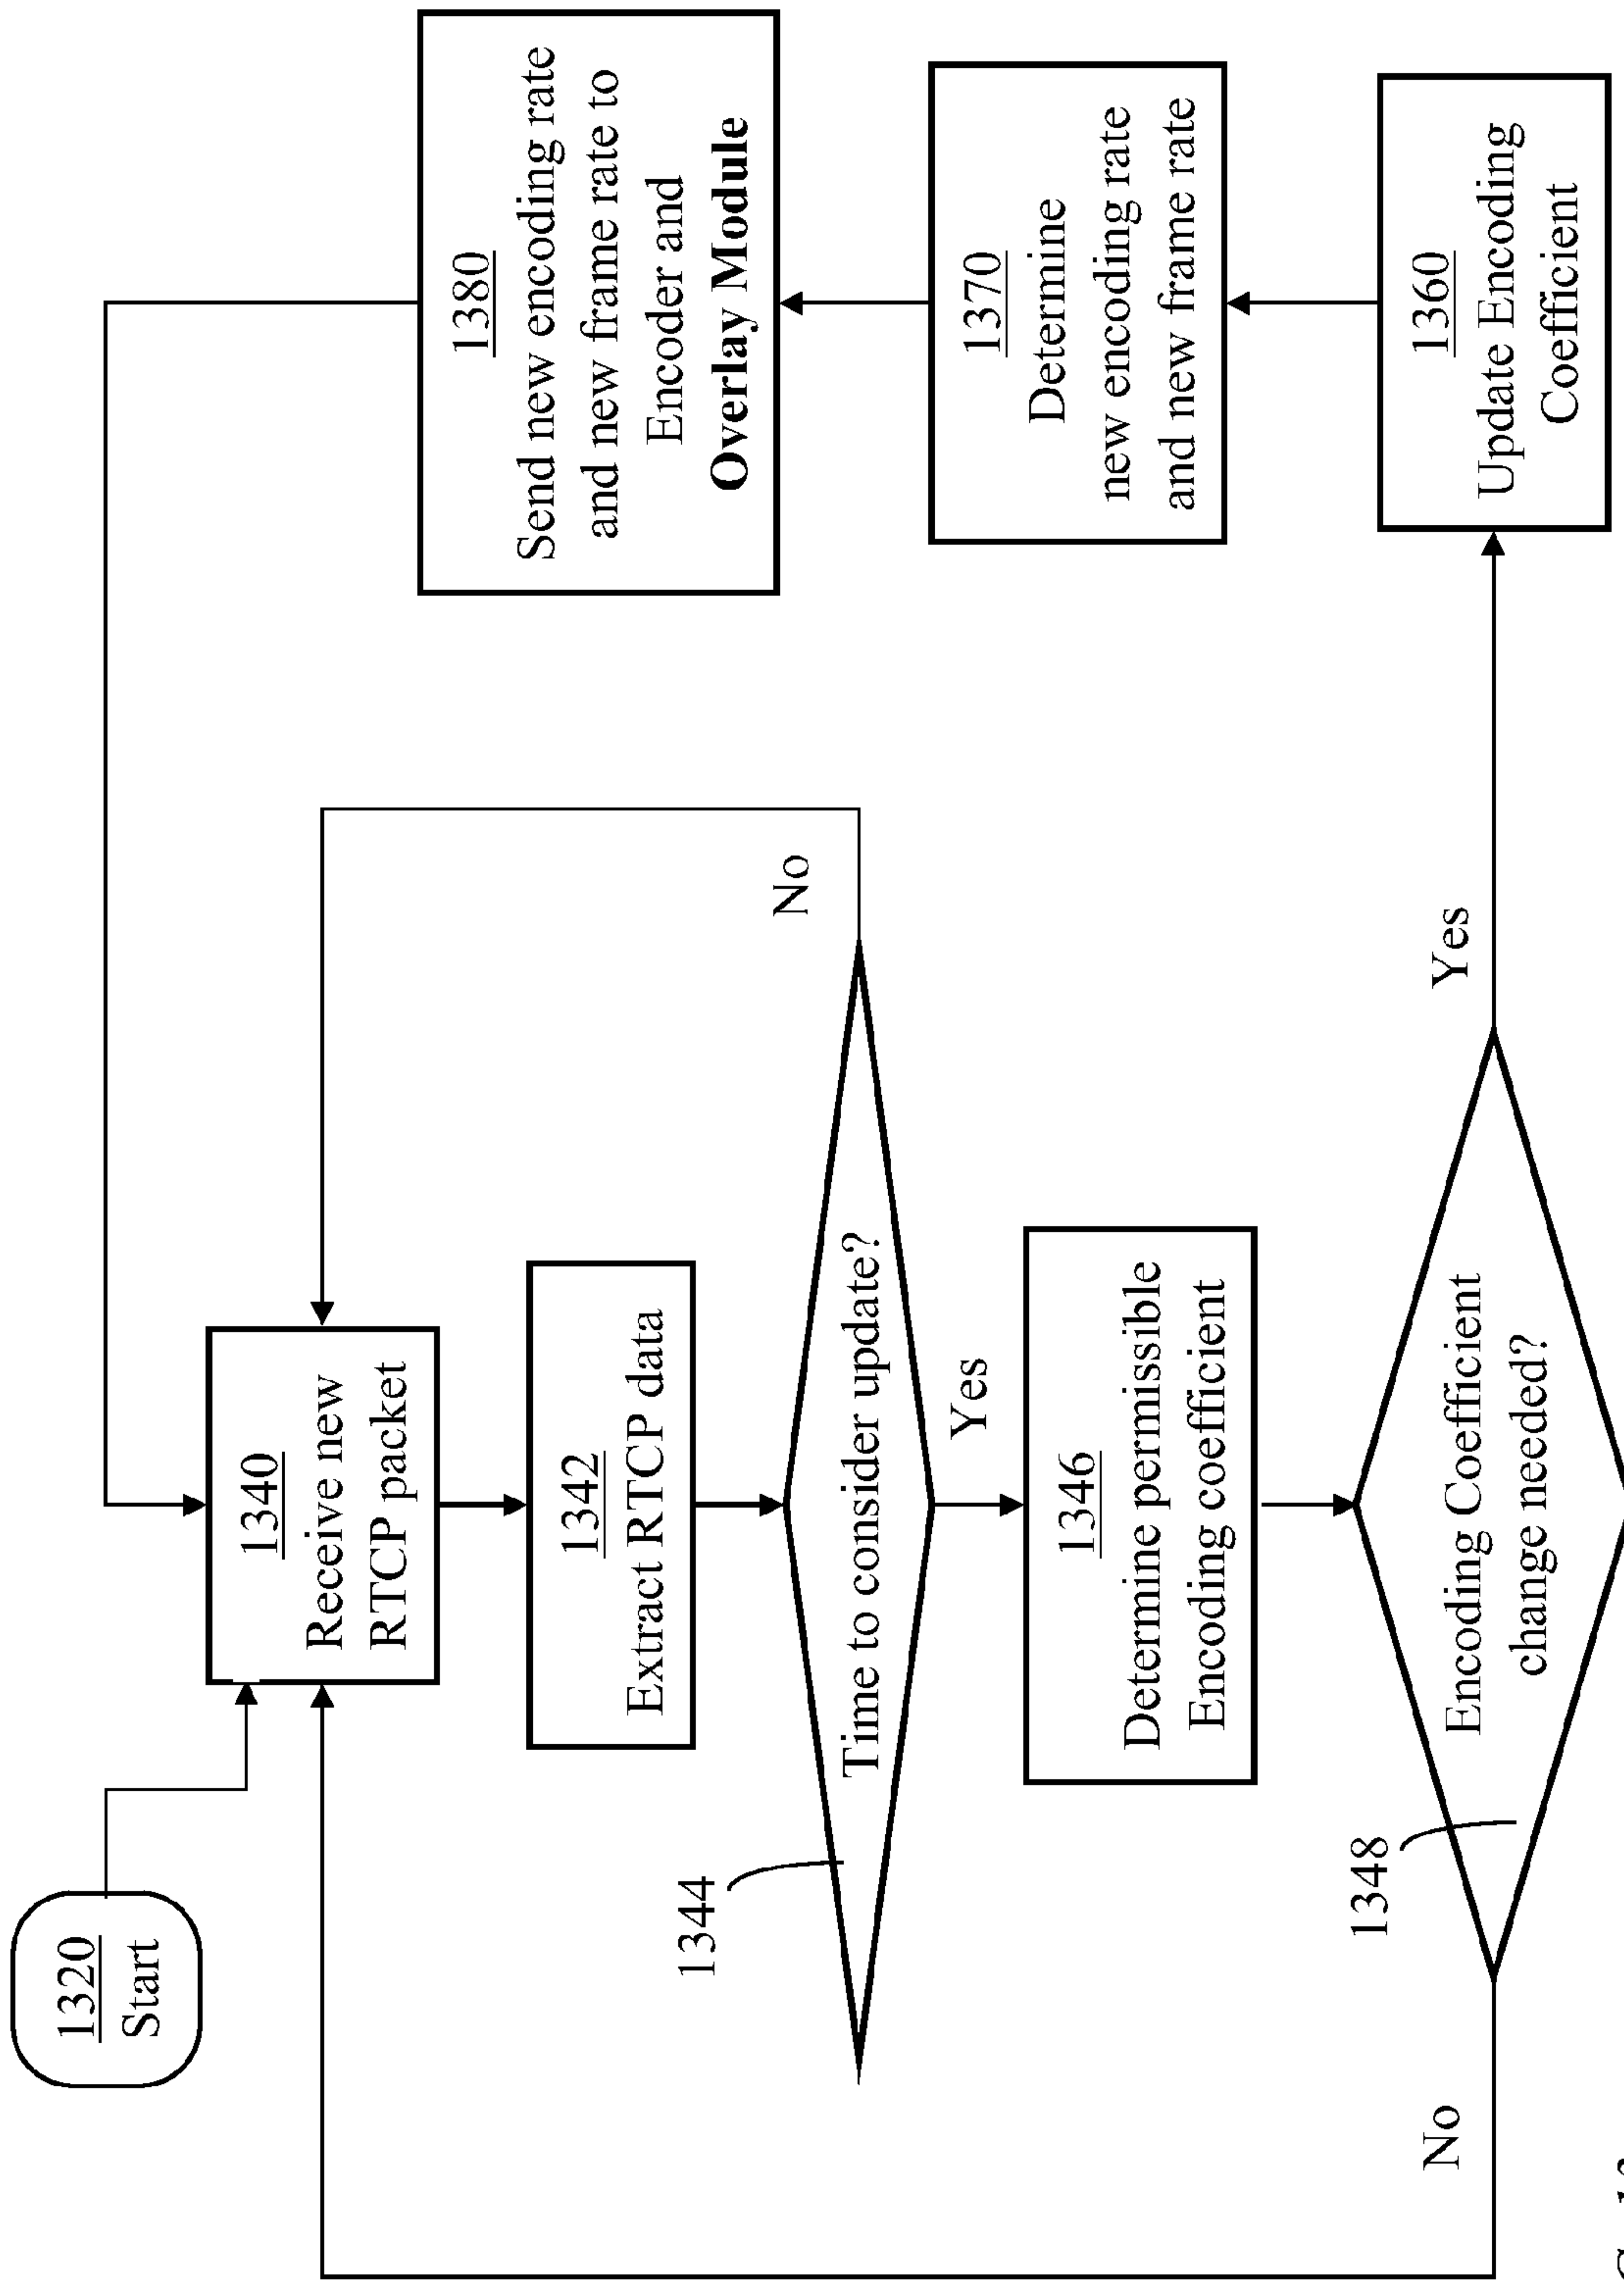 1320
Start
1340
Receive new
RTCP packet
1342
Extract RTCP data
1344
Time to consider update?
No
Yes
1346
Determine permissible
Encoding coefficient
1348
Encoding Coefficient
change needed?
No
Yes
1360
Update Encoding
Coefficient
1370
Determine
new encoding rate
and new frame rate
1380
Send new encoding rate
and new frame rate to
Encoder and
Overlay Module